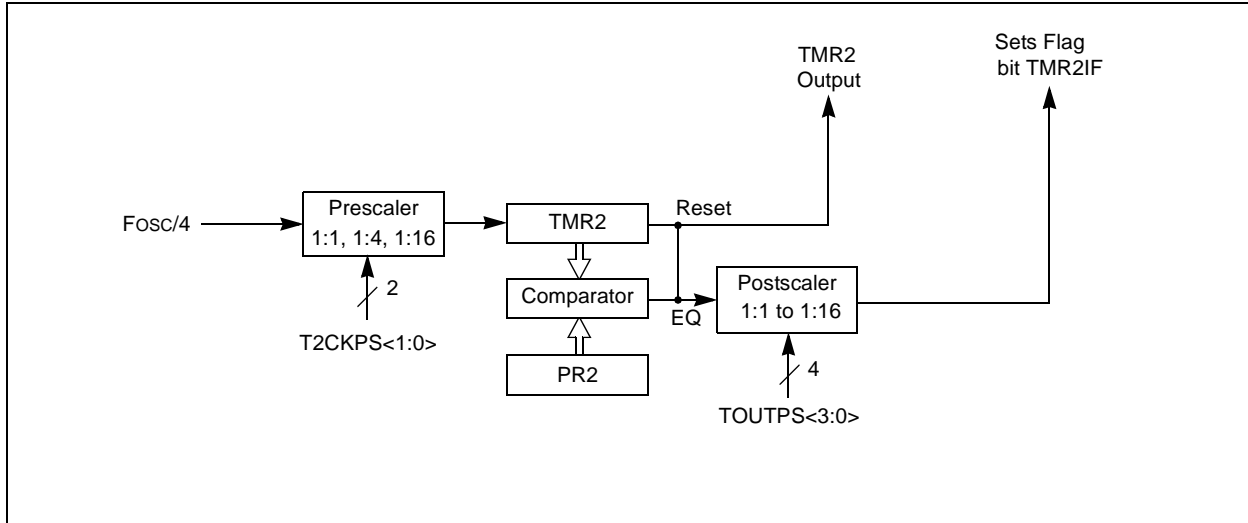 TMR2
Output
Sets Flag
bit TMR2IF
FOSC/4
Prescaler
1:1, 1:4, 1:16
2
T2CKPS<1:0>
TMR2
Reset
Comparator
EQ
PR2
Postscaler
1:1 to 1:16
4
TOUTPS<3:0>